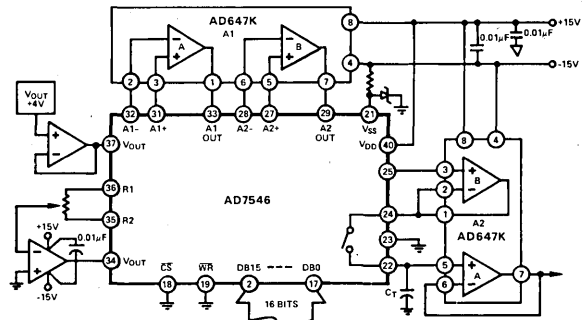 AD647K
A1
8
+15V
0.01μF
0.01μF
4
-15V
A
B
2
3
1
6
5
7
VOUT
+4V
32
31
33
28
27
29
21
A1-
A1+
A1
OUT
A2-
A2+
A2
OUT
VSS
VDD
40
37
VOUT
36
R1
35
R2
AD7546
25
24
23
22
8
4
3
2
1
B
A2
AD647K
5
6
A
7
+15V
0.01μF
34
VOUT
-15V
CS
WR
DB15 ---- DB0
18
19
2
17
16 BITS
CT